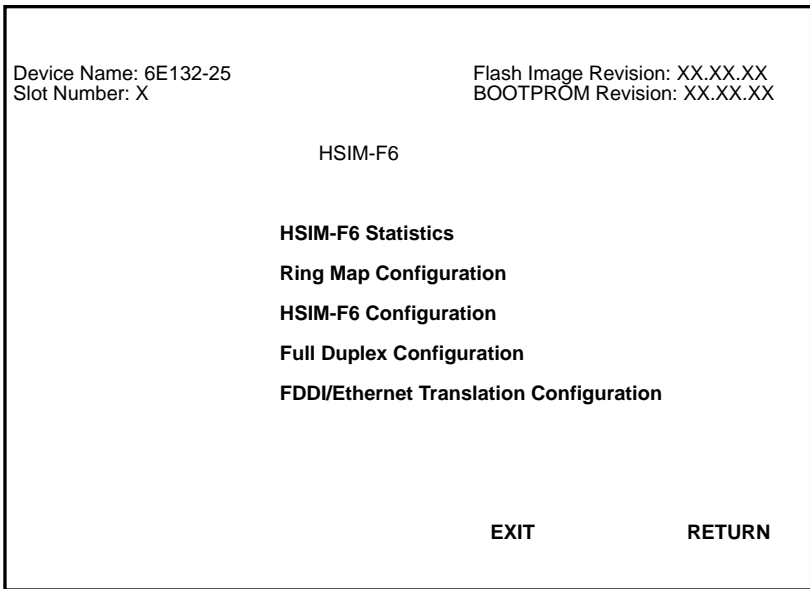 Device Name: 6E132-25 Flash Image Revision: XX.XX.XX
Slot Number: X BOOTPROM Revision: XX.XX.XX
HSIM-F6
HSIM-F6 Statistics
Ring Map Configuration
HSIM-F6 Configuration
Full Duplex Configuration
FDDI/Ethernet Translation Configuration
EXIT RETURN